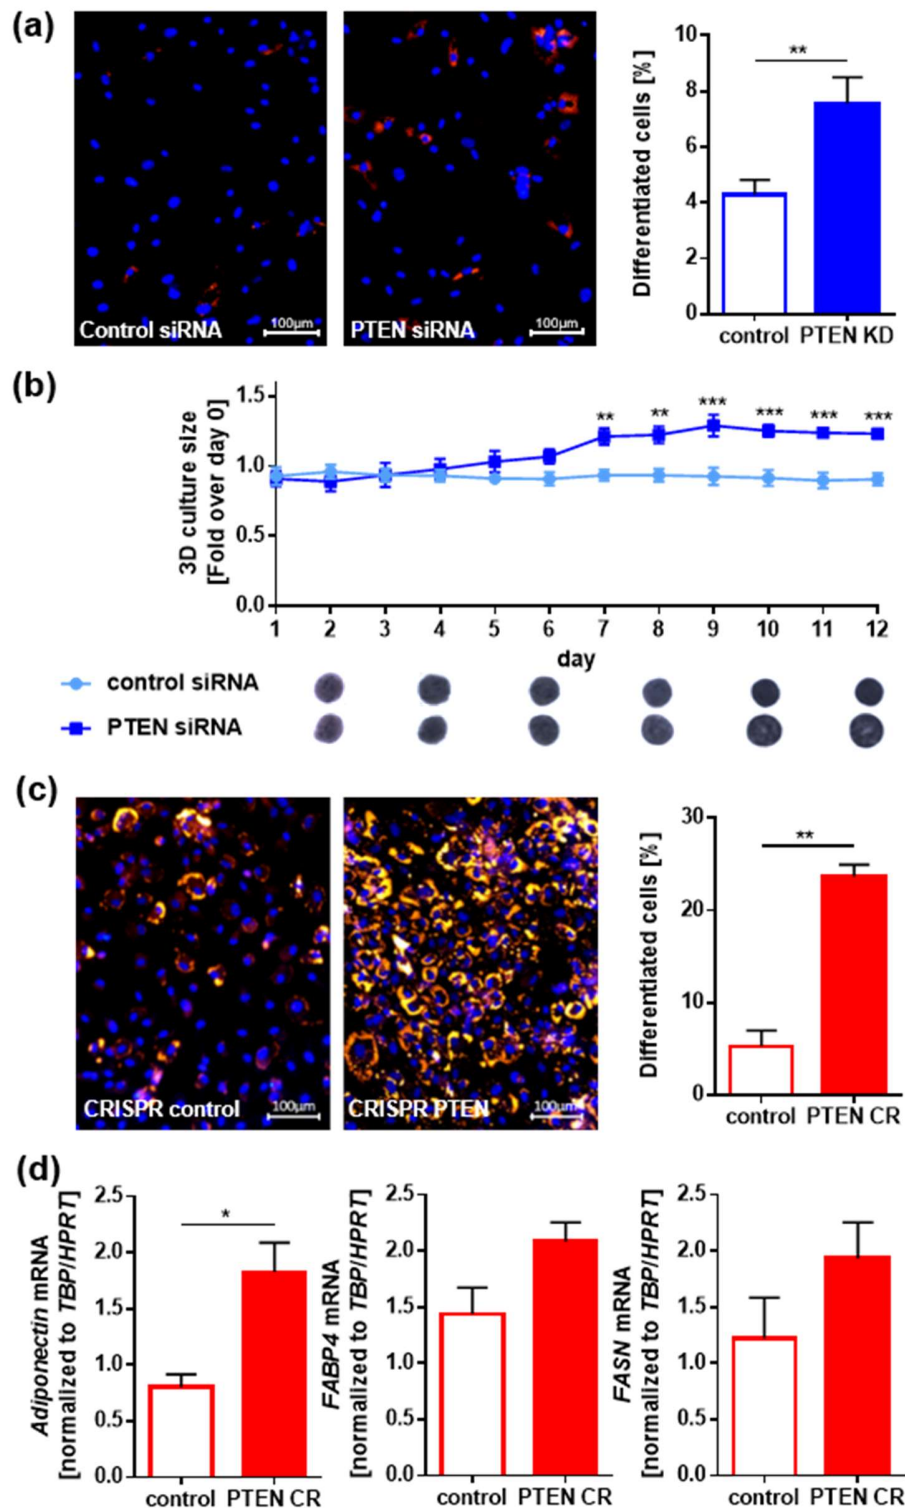 (a)
Control siRNA
100μm
PTEN siRNA
100μm
Differentiated cells [%]
10
8
6
4
2
0
**
control
PTEN KD
(b)
3D culture size
[Fold over day 0]
1.5
1.0
0.5
0.0
** ** *** *** *** ***
1 2 3 4 5 6 7 8 9 10 11 12
day
control siRNA
PTEN siRNA
(c)
CRISPR control
100μm
CRISPR PTEN
100μm
Differentiated cells [%]
30
20
10
0
**
control
PTEN CR
(d)
Adiponectin mRNA
[normalized to TBP/HPRT]
2.5
2.0
1.5
1.0
0.5
0.0
*
control PTEN CR
FABP4 mRNA
[normalized to TBP/HPRT]
2.5
2.0
1.5
1.0
0.5
0.0
control PTEN CR
FASN mRNA
[normalized to TBP/HPRT]
2.5
2.0
1.5
1.0
0.5
0.0
control PTEN CR